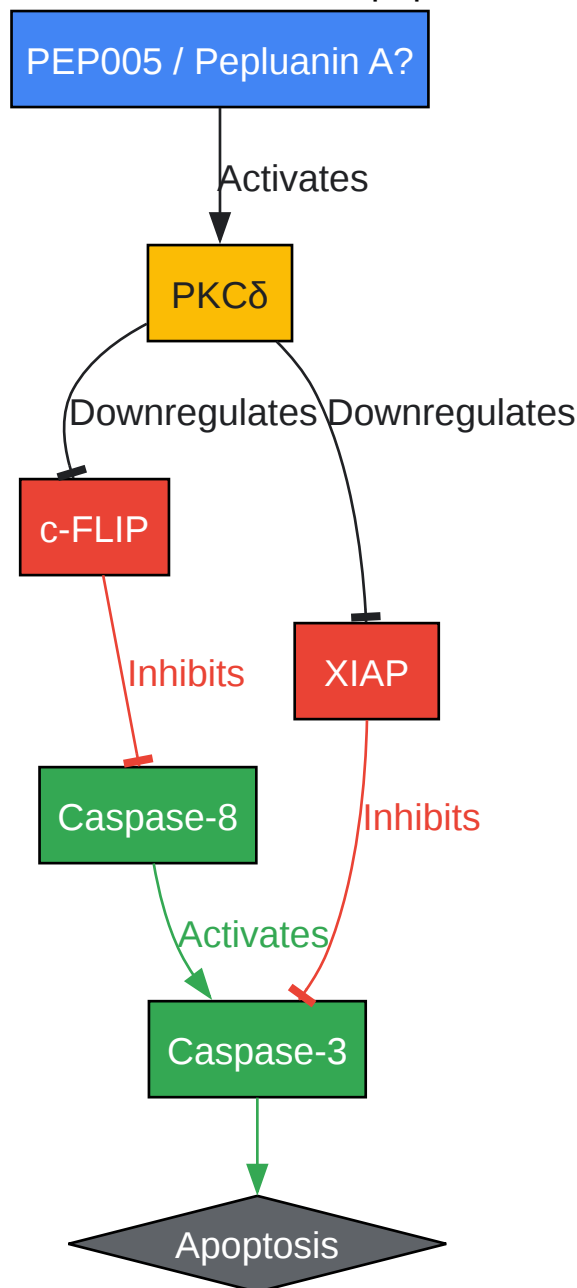 PEP005 / Pepluanin A?
Activates
PKCδ
Downregulates
Downregulates
c-FLIP
Inhibits
XIAP
Caspase-8
Inhibits
Activates
Caspase-3
Apoptosis